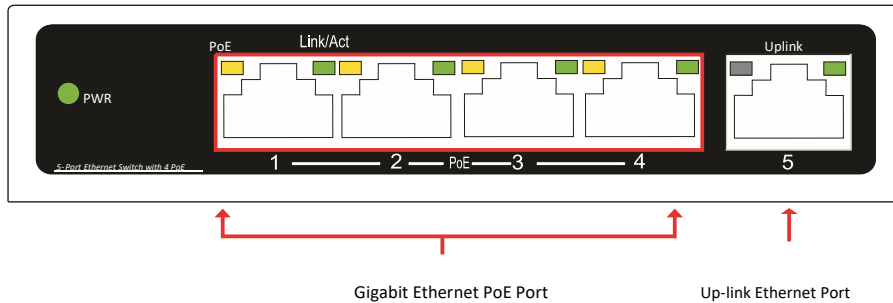 PoE Link/Act Uplink
PWR
5-Port Ethernet Switch with 4 PoE
1 2 PoE 3 4 5
Gigabit Ethernet PoE Port Up-link Ethernet Port